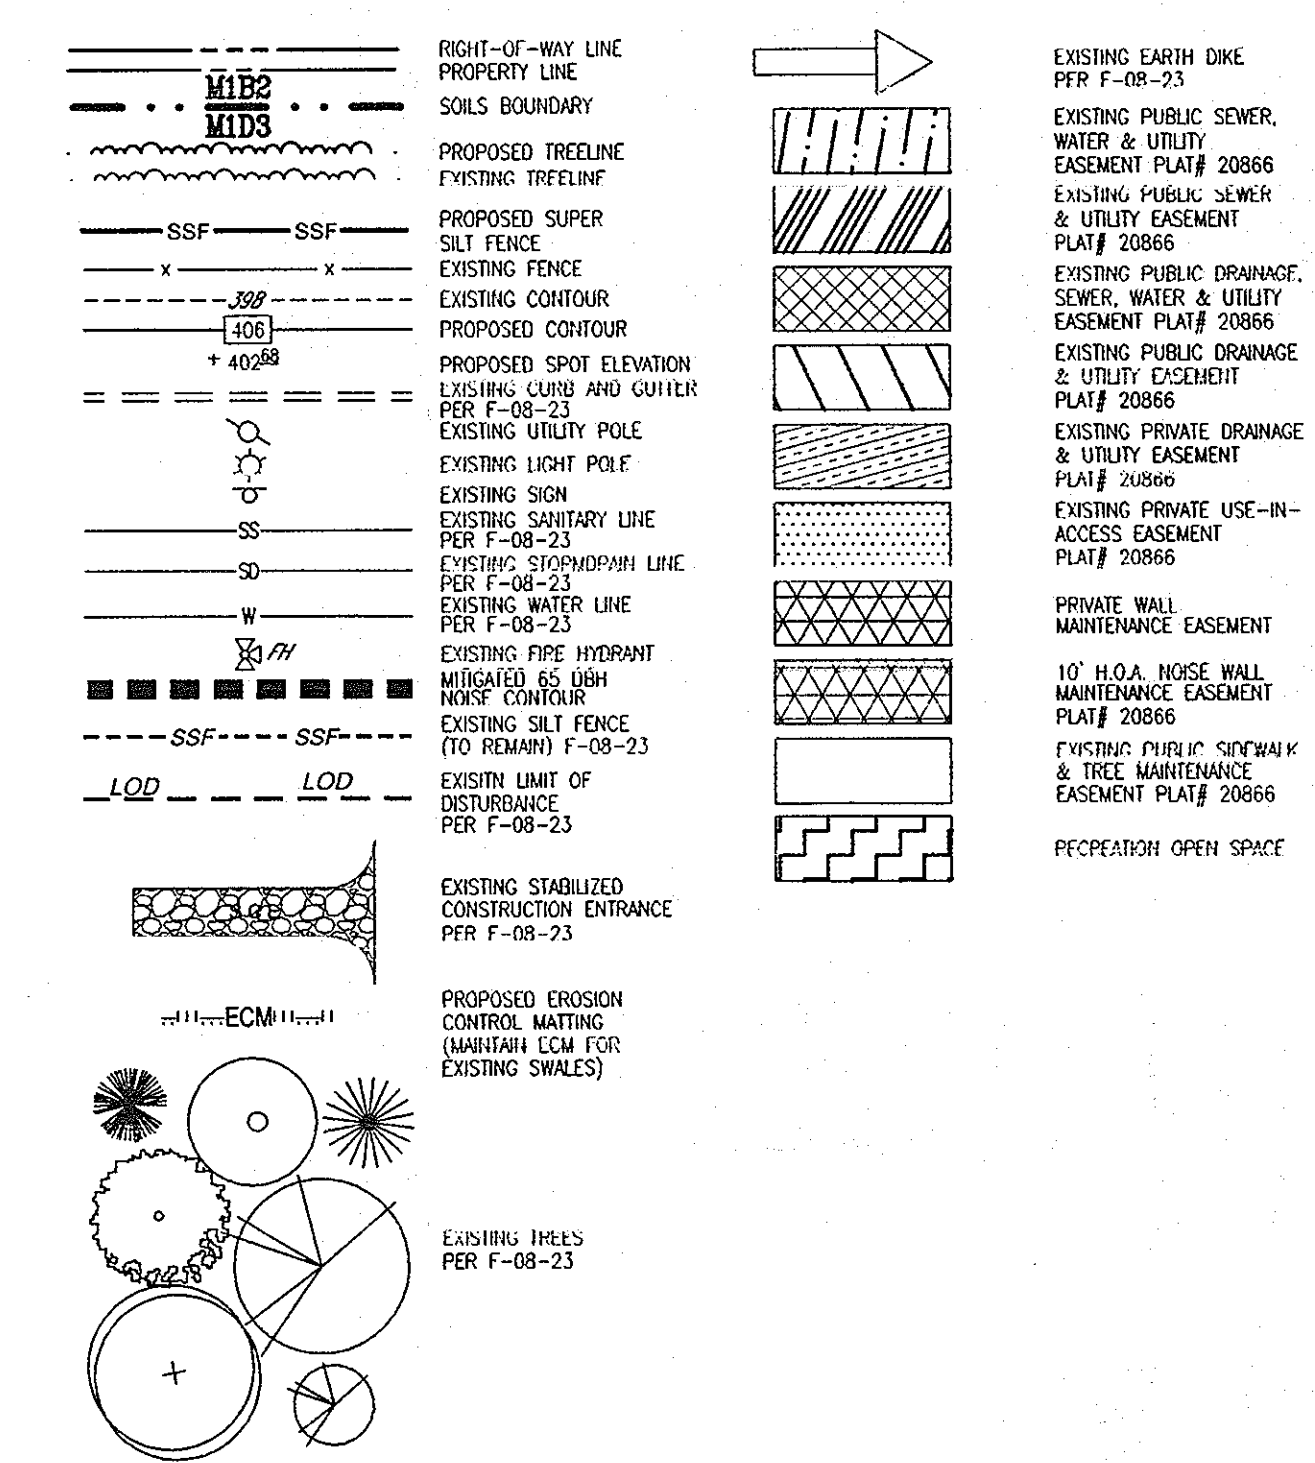 RIGHT-OF-WAY LINE
PROPERTY LINE
M1B2
SOILS BOUNDARY
M1D3
PROPOSED TREELINE
EXISTING TREELINE
SSF SSF
PROPOSED SUPER
SILT FENCE
x x
EXISTING FENCE
398
EXISTING CONTOUR
406
PROPOSED CONTOUR
+ 402 68
PROPOSED SPOT ELEVATION
EXISTING CURB AND GUTTER
PER F-08-23
EXISTING UTILITY POLE
EXISTING LIGHT POLE
EXISTING SIGN
SS
EXISTING SANITARY LINE
PER F-08-23
SD
EXISTING STORMDRAIN LINE
PER F-08-23
W
EXISTING WATER LINE
PER F-08-23
FH
EXISTING FIRE HYDRANT
MITIGATED 65 DBH
NOISE CONTOUR
SSF SSF
EXISTING SILT FENCE
(TO REMAIN) F-08-23
LOD LOD
EXISITN LIMIT OF
DISTURBANCE
PER F-08-23
SCE
EXISTING STABILIZED
CONSTRUCTION ENTRANCE
PER F-08-23
ECM
PROPOSED EROSION
CONTROL MATTING
(MAINTAIN ECM FOR
EXISTING SWALES)
EXISTING TREES
PER F-08-23
EXISTING EARTH DIKE
PER F-08-23
EXISTING PUBLIC SEWER,
WATER & UTILITY
EASEMENT PLAT# 20866
EXISTING PUBLIC SEWER
& UTILITY EASEMENT
PLAT# 20866
EXISTING PUBLIC DRAINAGE,
SEWER, WATER & UTILITY
EASEMENT PLAT# 20866
EXISTING PUBLIC DRAINAGE
& UTILITY EASEMENT
PLAT# 20866
EXISTING PRIVATE DRAINAGE
& UTILITY EASEMENT
PLAT# 20866
EXISTING PRIVATE USE-IN-
ACCESS EASEMENT
PLAT# 20866
PRIVATE WALL
MAINTENANCE EASEMENT
10' H.O.A. NOISE WALL
MAINTENANCE EASEMENT
PLAT# 20866
EXISTING PUBLIC SIDEWALK
& TREE MAINTENANCE
EASEMENT PLAT# 20866
RECREATION OPEN SPACE